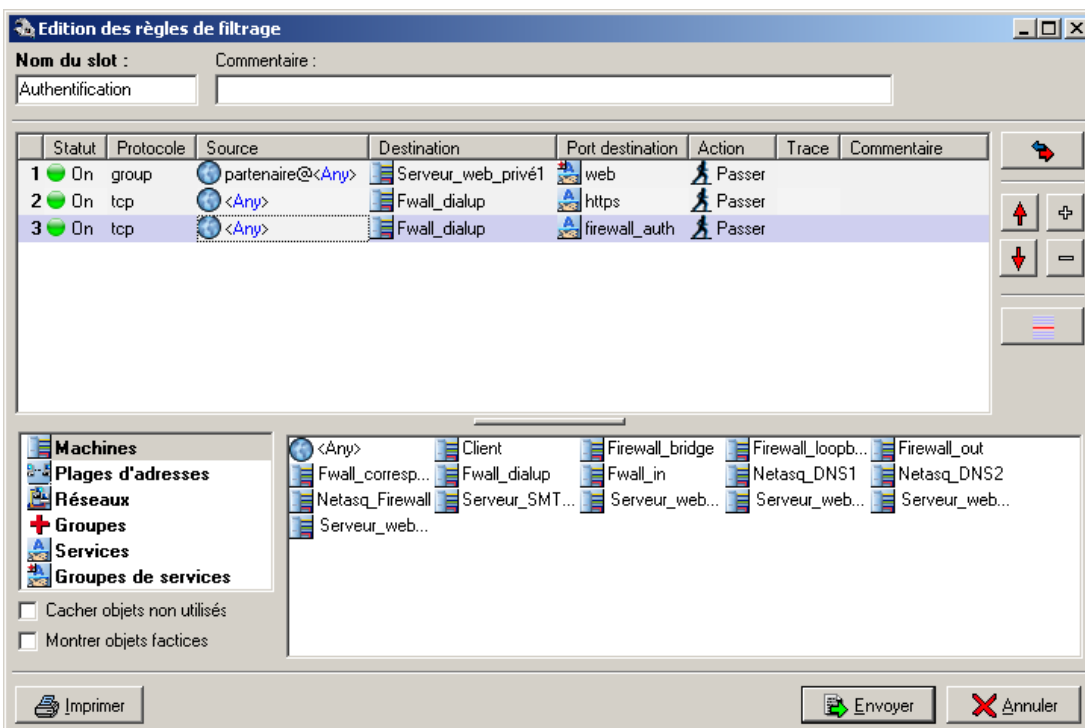 Edition des règles de filtrage
Nom du slot : Commentaire :
Authentification
Statut Protocole Source Destination Port destination Action Trace Commentaire
1 On group partenaire@<Any> Serveur_web_privé1 web Passer
2 On tcp <Any> Fwall_dialup https Passer
3 On tcp <Any> Fwall_dialup firewall_auth Passer
Machines
Plages d'adresses
Réseaux
Groupes
Services
Groupes de services
<Any> Client Firewall_bridge Firewall_loopb... Firewall_out
Fwall_corresp... Fwall_dialup Fwall_in Netasq_DNS1 Netasq_DNS2
Netasq_Firewall Serveur_SMT... Serveur_web... Serveur_web... Serveur_web...
Serveur_web...
Cacher objets non utilisés
Montrer objets factices
Imprimer Envoyer Annuler